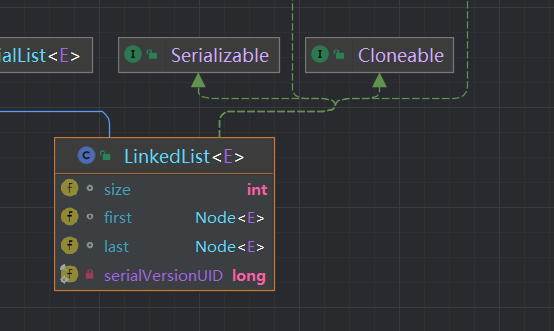 ialList<E>
I Serializable
I Cloneable
C LinkedList<E>
f size int
f first Node<E>
f last Node<E>
f serialVersionUID long